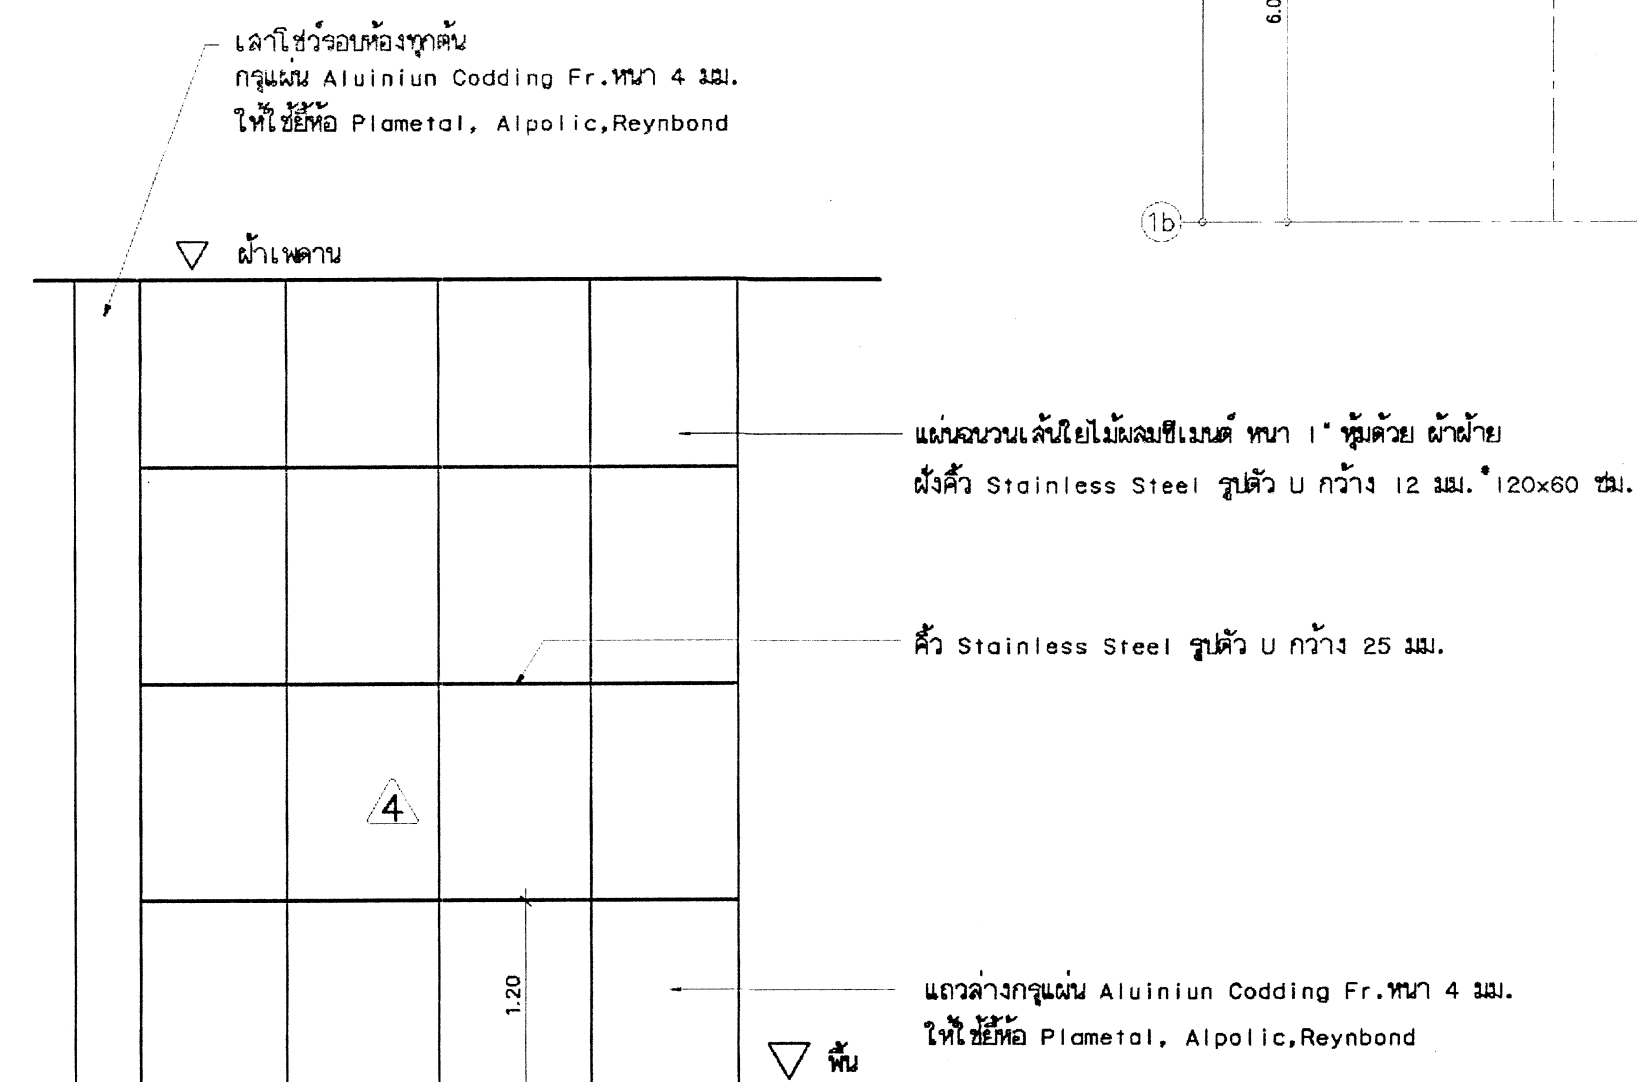 เสาโชว์รอบห้องทุกต้น
กรุแผ่น Aluiniun Codding Fr.หนา 4 มม.
ให้ใช้ยี่ห้อ Plametal, Alpolic,Reynbond
6.0
1b
ฝ้าเพดาน
แผ่นฉนวนเส้นใยไม้ผสมซีเมนต์ หนา 1" หุ้มด้วย ผ้าฝ้าย
ฝังคิ้ว Stainless Steel รูปตัว U กว้าง 12 มม. 120x60 ซม.
คิ้ว Stainless Steel รูปตัว U กว้าง 25 มม.
4
1.20
แถวล่างกรุแผ่น Aluiniun Codding Fr.หนา 4 มม.
ให้ใช้ยี่ห้อ Plametal, Alpolic,Reynbond
พื้น